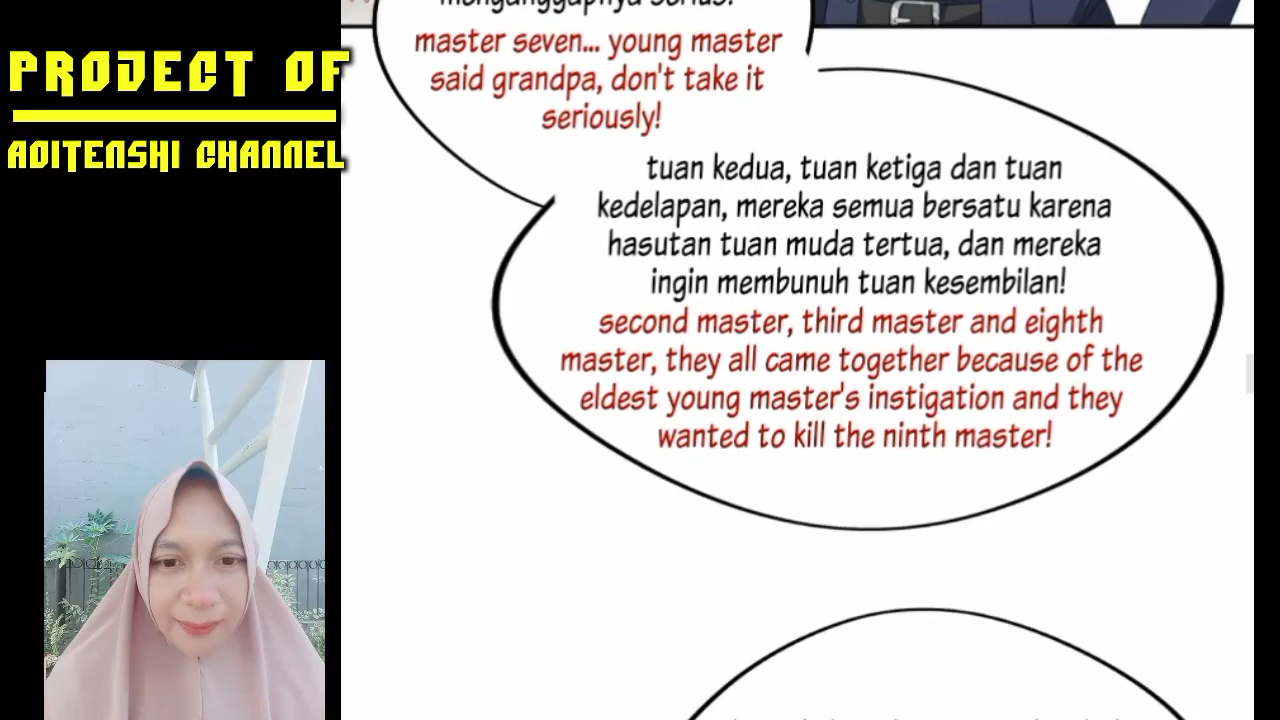 PROJECT OF
AOITENSHI CHANNEL
menganggapnya serius!
master seven... young master
said grandpa, don't take it
seriously!
tuan kedua, tuan ketiga dan tuan
kedelapan, mereka semua bersatu karena
hasutan tuan muda tertua, dan mereka
ingin membunuh tuan kesembilan!
second master, third master and eighth
master, they all came together because of the
eldest young master's instigation and they
wanted to kill the ninth master!